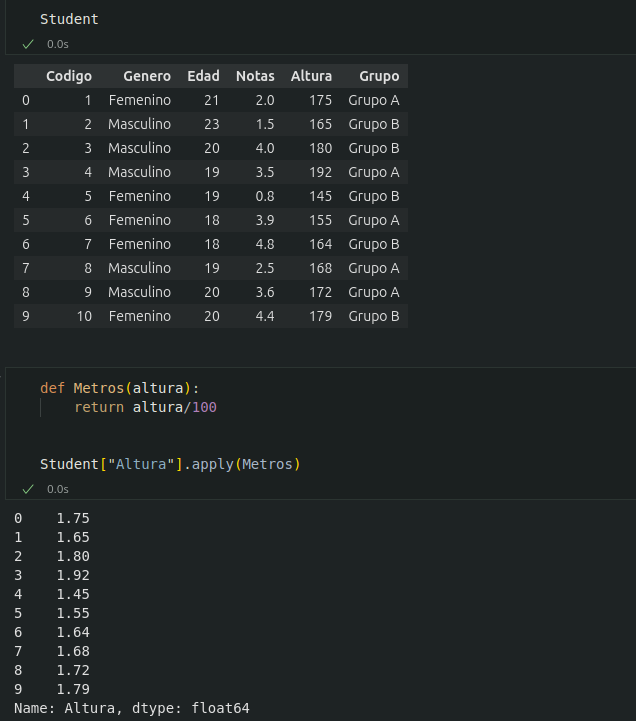 Student
0.0s
Codigo Genero Edad Notas Altura Grupo
0 1 Femenino 21 2.0 175 Grupo A
1 2 Masculino 23 1.5 165 Grupo B
2 3 Masculino 20 4.0 180 Grupo B
3 4 Masculino 19 3.5 192 Grupo A
4 5 Femenino 19 0.8 145 Grupo B
5 6 Femenino 18 3.9 155 Grupo A
6 7 Femenino 18 4.8 164 Grupo B
7 8 Masculino 19 2.5 168 Grupo A
8 9 Masculino 20 3.6 172 Grupo A
9 10 Femenino 20 4.4 179 Grupo B
def Metros(altura):
    return altura/100
Student["Altura"].apply(Metros)
0.0s
0 1.75
1 1.65
2 1.80
3 1.92
4 1.45
5 1.55
6 1.64
7 1.68
8 1.72
9 1.79
Name: Altura, dtype: float64